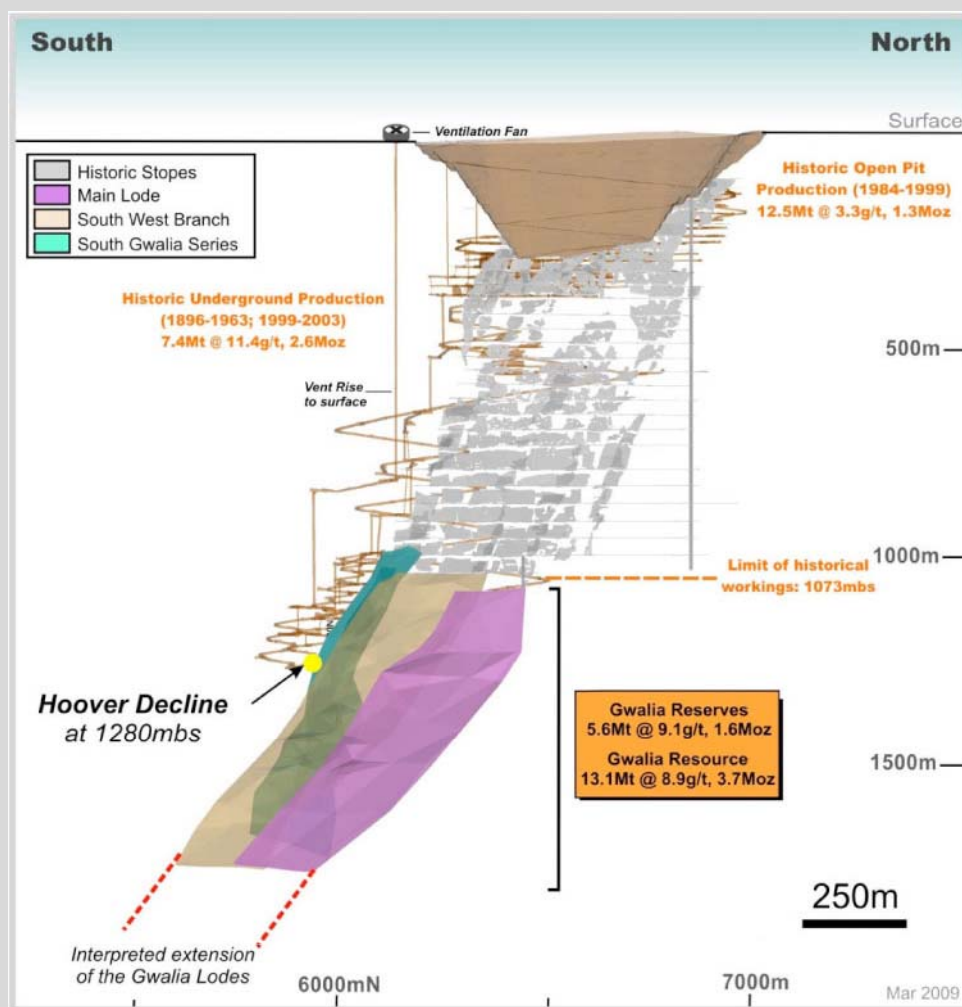 South
North
Ventilation Fan
Surface
Historic Stopes
Main Lode
South West Branch
South Gwalia Series
Historic Open Pit
Production (1984-1999)
12.5Mt @ 3.3g/t, 1.3Moz
Historic Underground Production
(1896-1963; 1999-2003)
7.4Mt @ 11.4g/t, 2.6Moz
500m
Vent Rise
to surface
1000m
Limit of historical
workings: 1073mbs
Hoover Decline
at 1280mbs
Gwalia Reserves
5.6Mt @ 9.1g/t, 1.6Moz
Gwalia Resource
13.1Mt @ 8.9g/t, 3.7Moz
1500m
250m
Interpreted extension
of the Gwalia Lodes
6000mN
7000m
Mar 2009